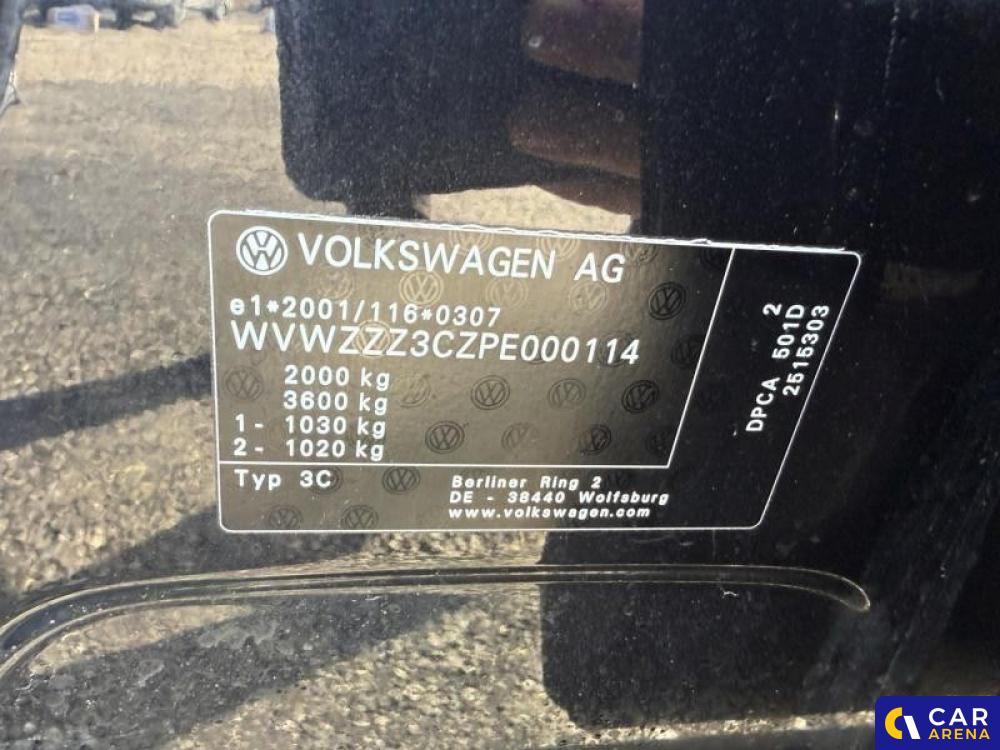 VOLKSWAGEN AG
e1*2001/116*0307
WVWZZZ3CZPE000114
2000 kg
3600 kg
1- 1030 kg
2- 1020 kg
Typ 3C
Berliner Ring 2
DE - 38440 Wolfsburg
www.volkswagen.com
2
DPCA 501D
2515303
CAR
ARENA